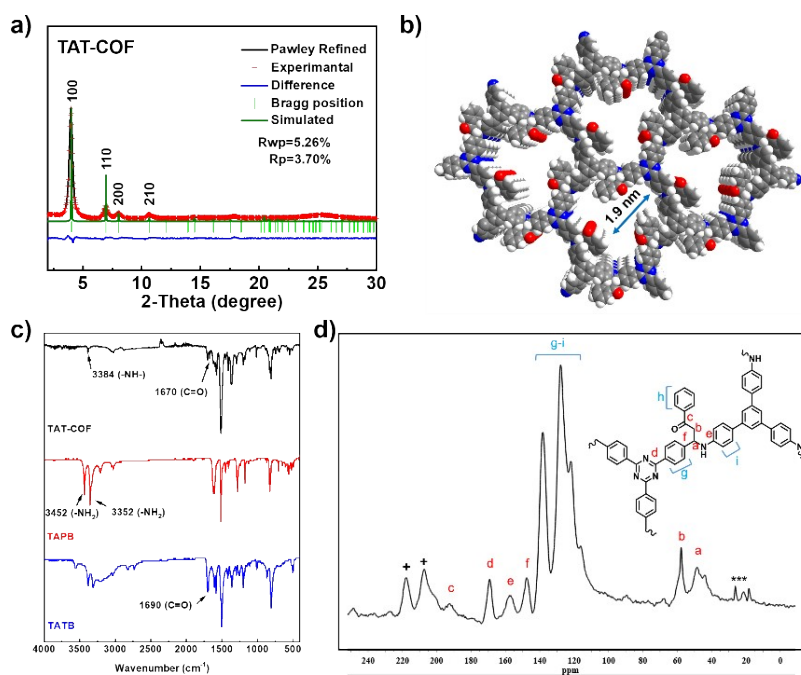 a)
TAT-COF
Pawley Refined
Experimantal
Difference
Bragg position
Simulated
Rwp=5.26%
Rp=3.70%
100
110
200
210
5 10 15 20 25 30
2-Theta (degree)
b)
1.9 nm
c)
3384 (-NH-)
1670 (C=O)
TAT-COF
3452 (-NH₂)
3352 (-NH₂)
TAPB
1690 (C=O)
TATB
4000 3500 3000 2500 2000 1500 1000 500
Wavenumber (cm⁻¹)
d)
g-i
h
c
O
b
f
a
e
NH
N
N
N
d
g
i
NH
+
+
c
d
e
f
b
a
***
240 220 200 180 160 140 120 100 80 60 40 20 0
ppm